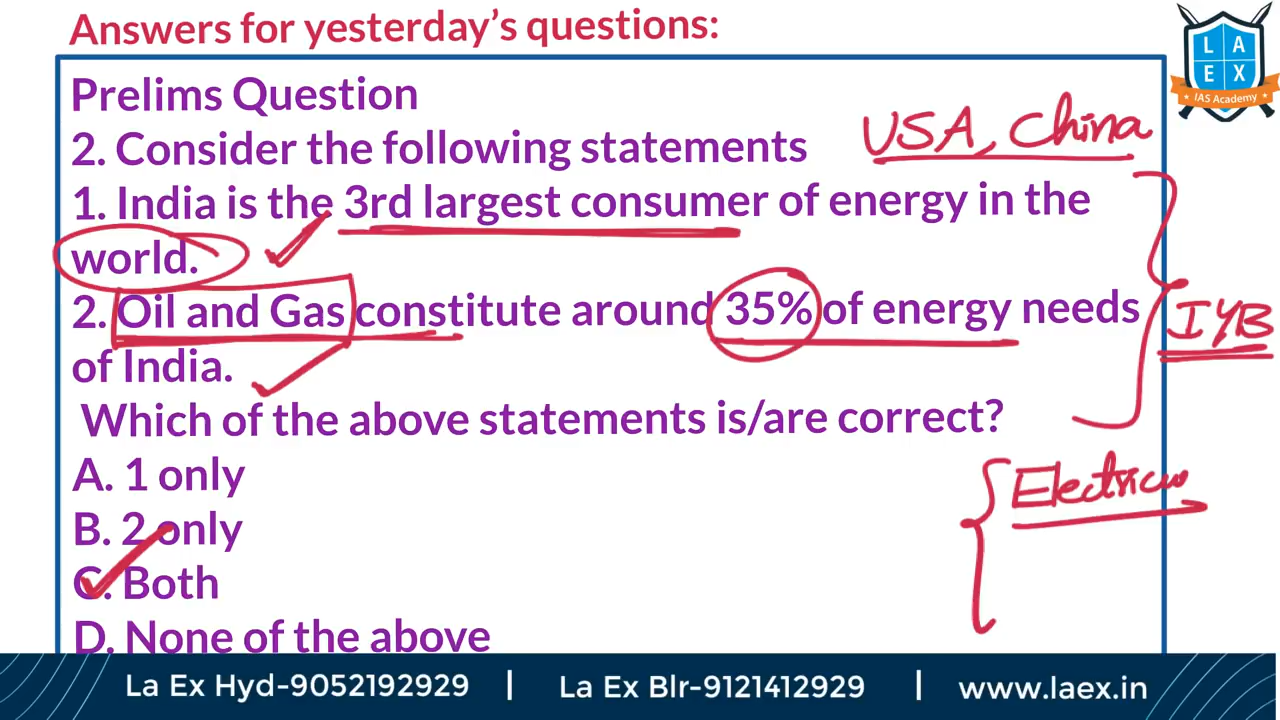 Answers for yesterday's questions:
L A
E X
IAS Academy
Prelims Question
USA, China
2. Consider the following statements
1. India is the 3rd largest consumer of energy in the
world.
2. Oil and Gas constitute around 35% of energy needs
IYB
of India.
Which of the above statements is/are correct?
A. 1 only
B. 2 only
C. Both
D. None of the above
La Ex Hyd-9052192929 | La Ex Blr-9121412929 | www.laex.in